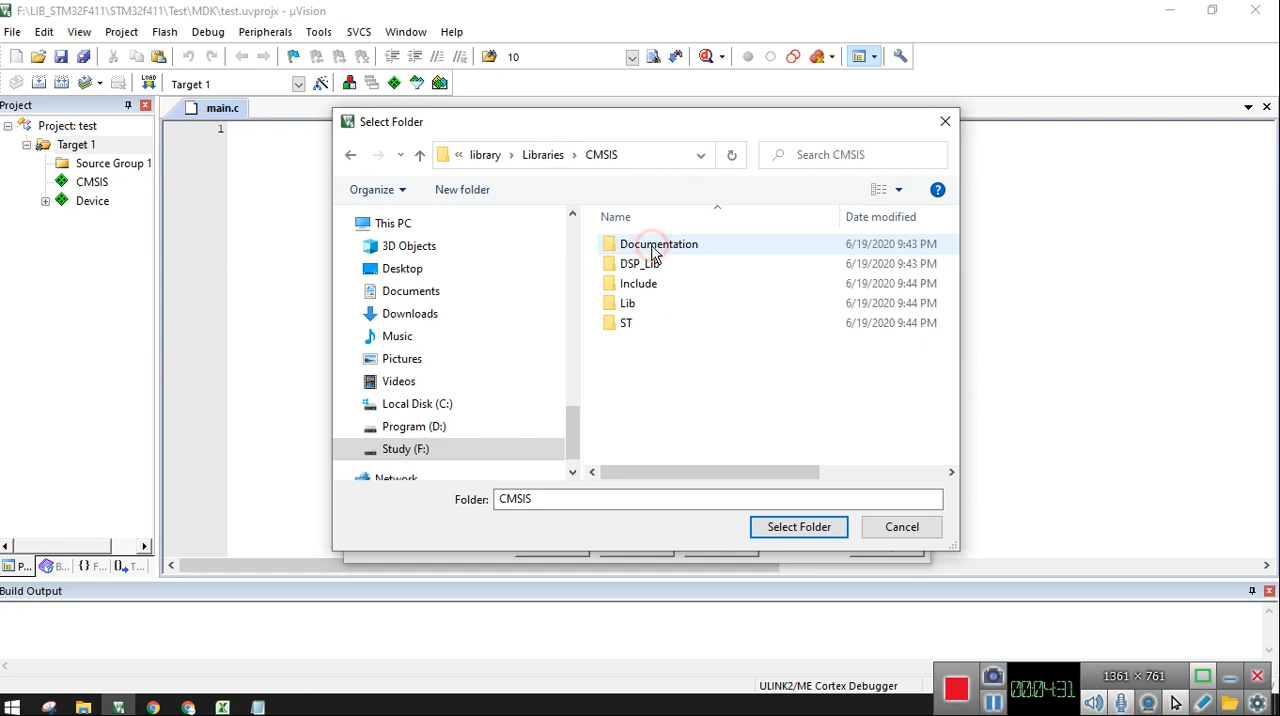 F:\LIB_STM32F411\STM32f411\Test\MDK\test.uvprojx - µVision
File Edit View Project Flash Debug Peripherals Tools SVCS Window Help
10
LOAD Target 1
Project
main.c
Project: test
1
Target 1
Source Group 1
CMSIS
Device
Select Folder
« library › Libraries › CMSIS
Search CMSIS
Organize
New folder
Name
Date modified
This PC
3D Objects
Desktop
Documents
Downloads
Music
Pictures
Videos
Local Disk (C:)
Program (D:)
Study (F:)
Network
Documentation 6/19/2020 9:43 PM
DSP_Lib 6/19/2020 9:43 PM
Include 6/19/2020 9:44 PM
Lib 6/19/2020 9:44 PM
ST 6/19/2020 9:44 PM
Folder: CMSIS
Select Folder
Cancel
P... B... {} F... T...
Build Output
ULINK2/ME Cortex Debugger
00:04:31
1361 × 761